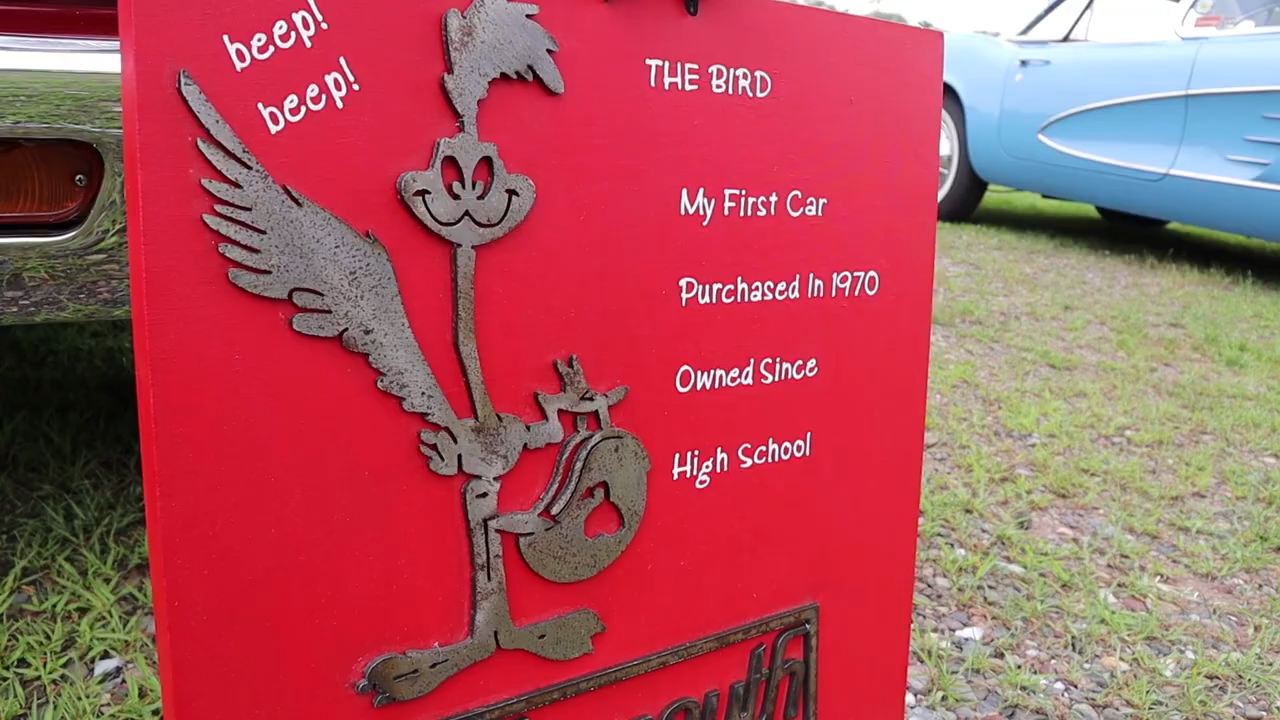 beep!
beep!
THE BIRD
My First Car
Purchased In 1970
Owned Since
High School